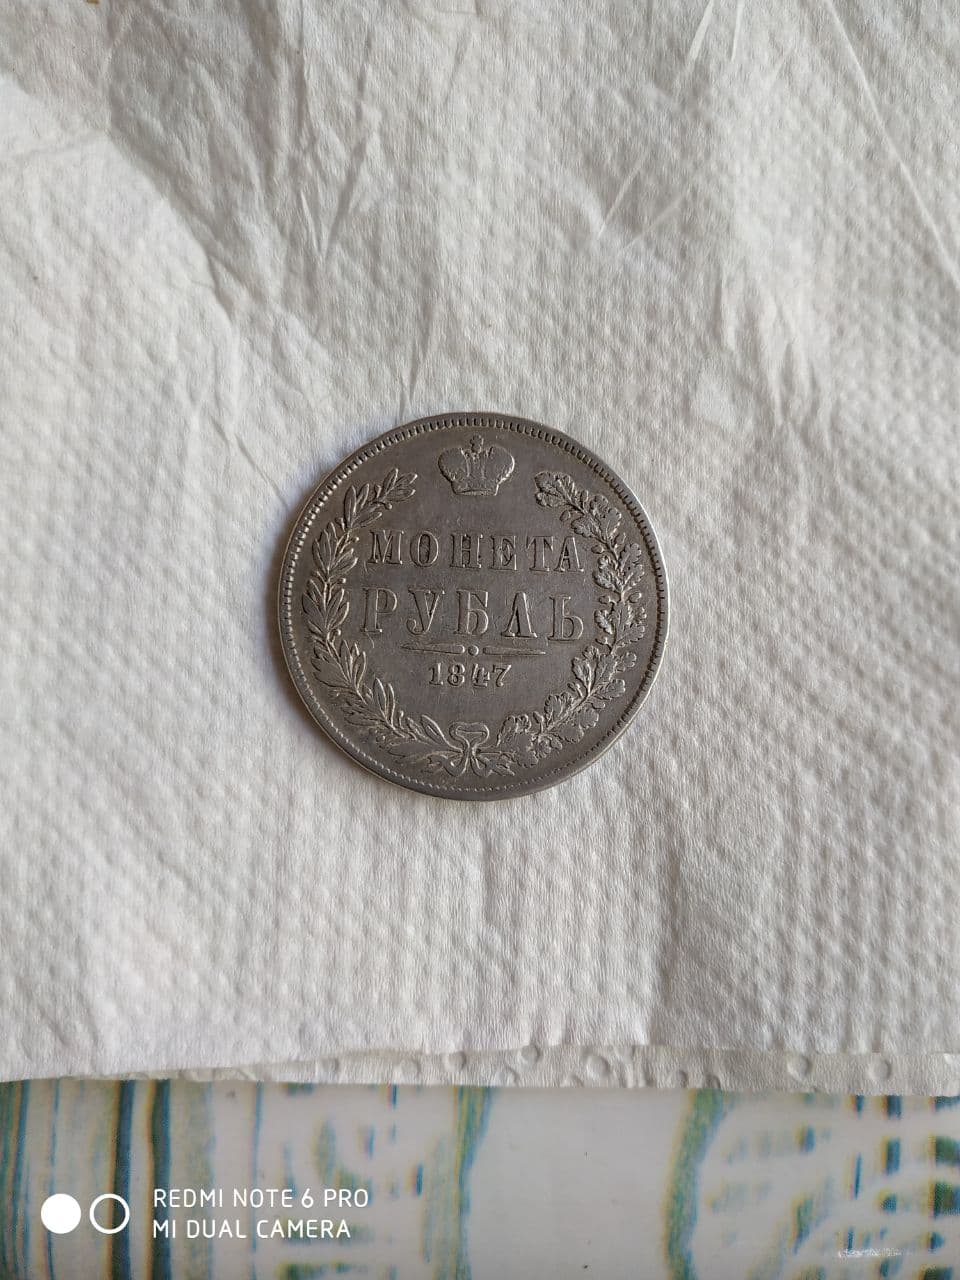 МОНЕТА
РУБЛЬ
1847
REDMI NOTE 6 PRO
MI DUAL CAMERA